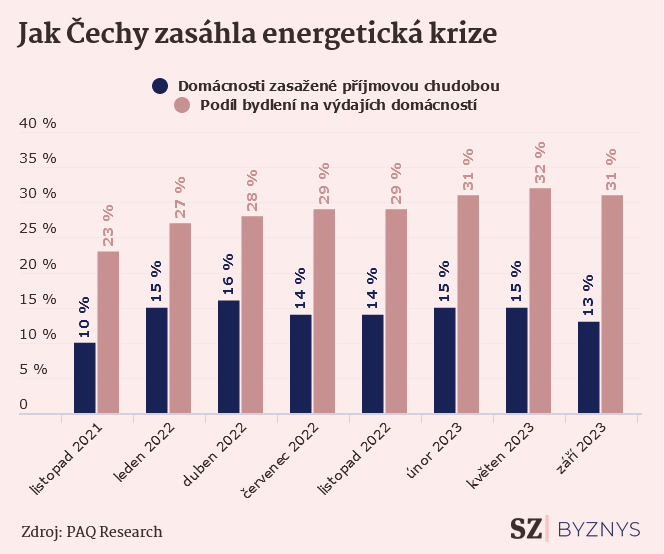 Jak Čechy zasáhla energetická krize
Domácnosti zasažené příjmovou chudobou
Podíl bydlení na výdajích domácností
40 %
35 %
30 %
25 %
20 %
15 %
10 %
5 %
0
10 %
23 %
15 %
27 %
16 %
28 %
14 %
29 %
14 %
29 %
15 %
31 %
15 %
32 %
13 %
31 %
listopad 2021
leden 2022
duben 2022
červenec 2022
listopad 2022
únor 2023
květen 2023
září 2023
Zdroj: PAQ Research
SZ BYZNYS